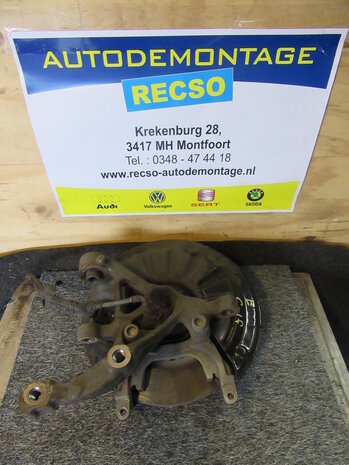 AUTODEMONTAGE
RECSO
Krekenburg 28,
3417 MH Montfoort
Tel. : 0348 - 47 44 18
www.recso-autodemontage.nl
Audi
Volkswagen
SEAT
SKODA